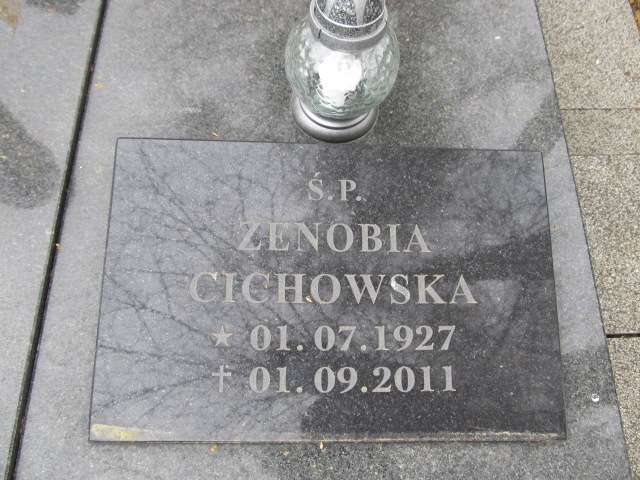 Ś.P.
ZENOBIA
CICHOWSKA
★ 01.07.1927
† 01.09.2011